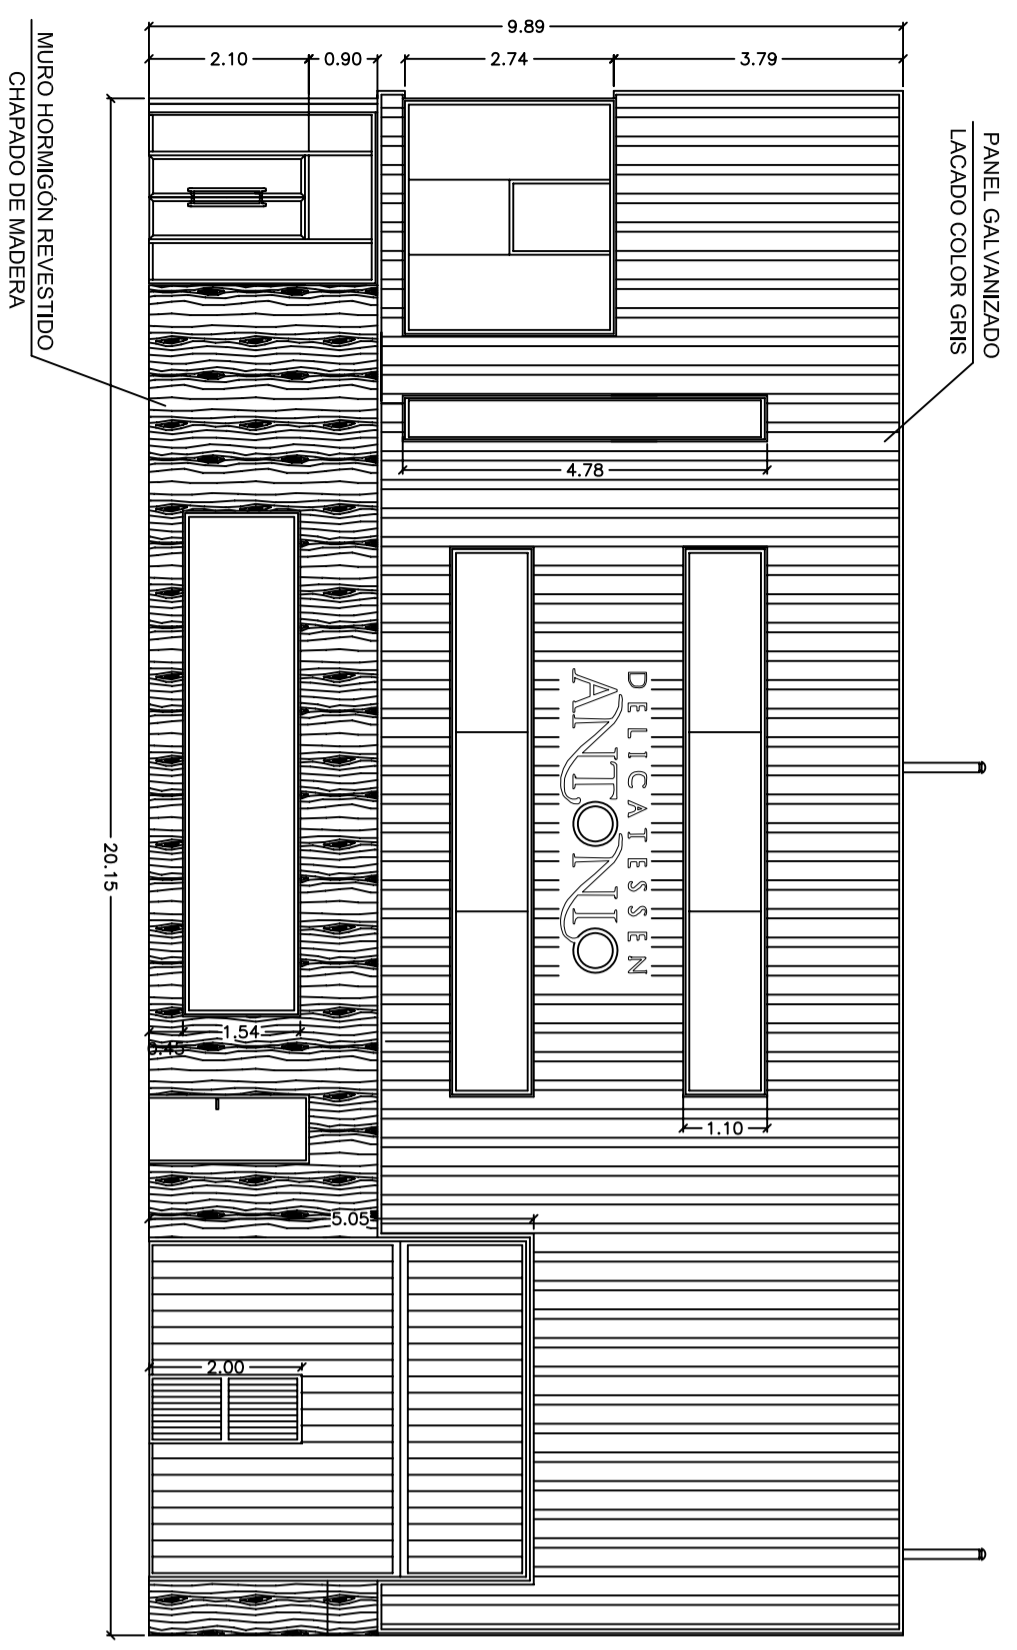 PANEL GALVANIZADO
LACADO COLOR GRIS
9.89
3.79
2.74
0.90
2.10
4.78
DELICATESSEN
ANTONIO
1.10
1.54
0.45
5.05
2.00
20.15
MURO HORMIGÓN REVESTIDO
CHAPADO DE MADERA